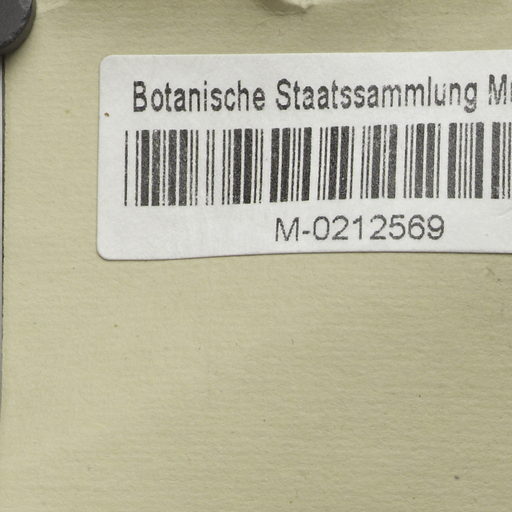 Botanische Staatssammlung
M-0212569